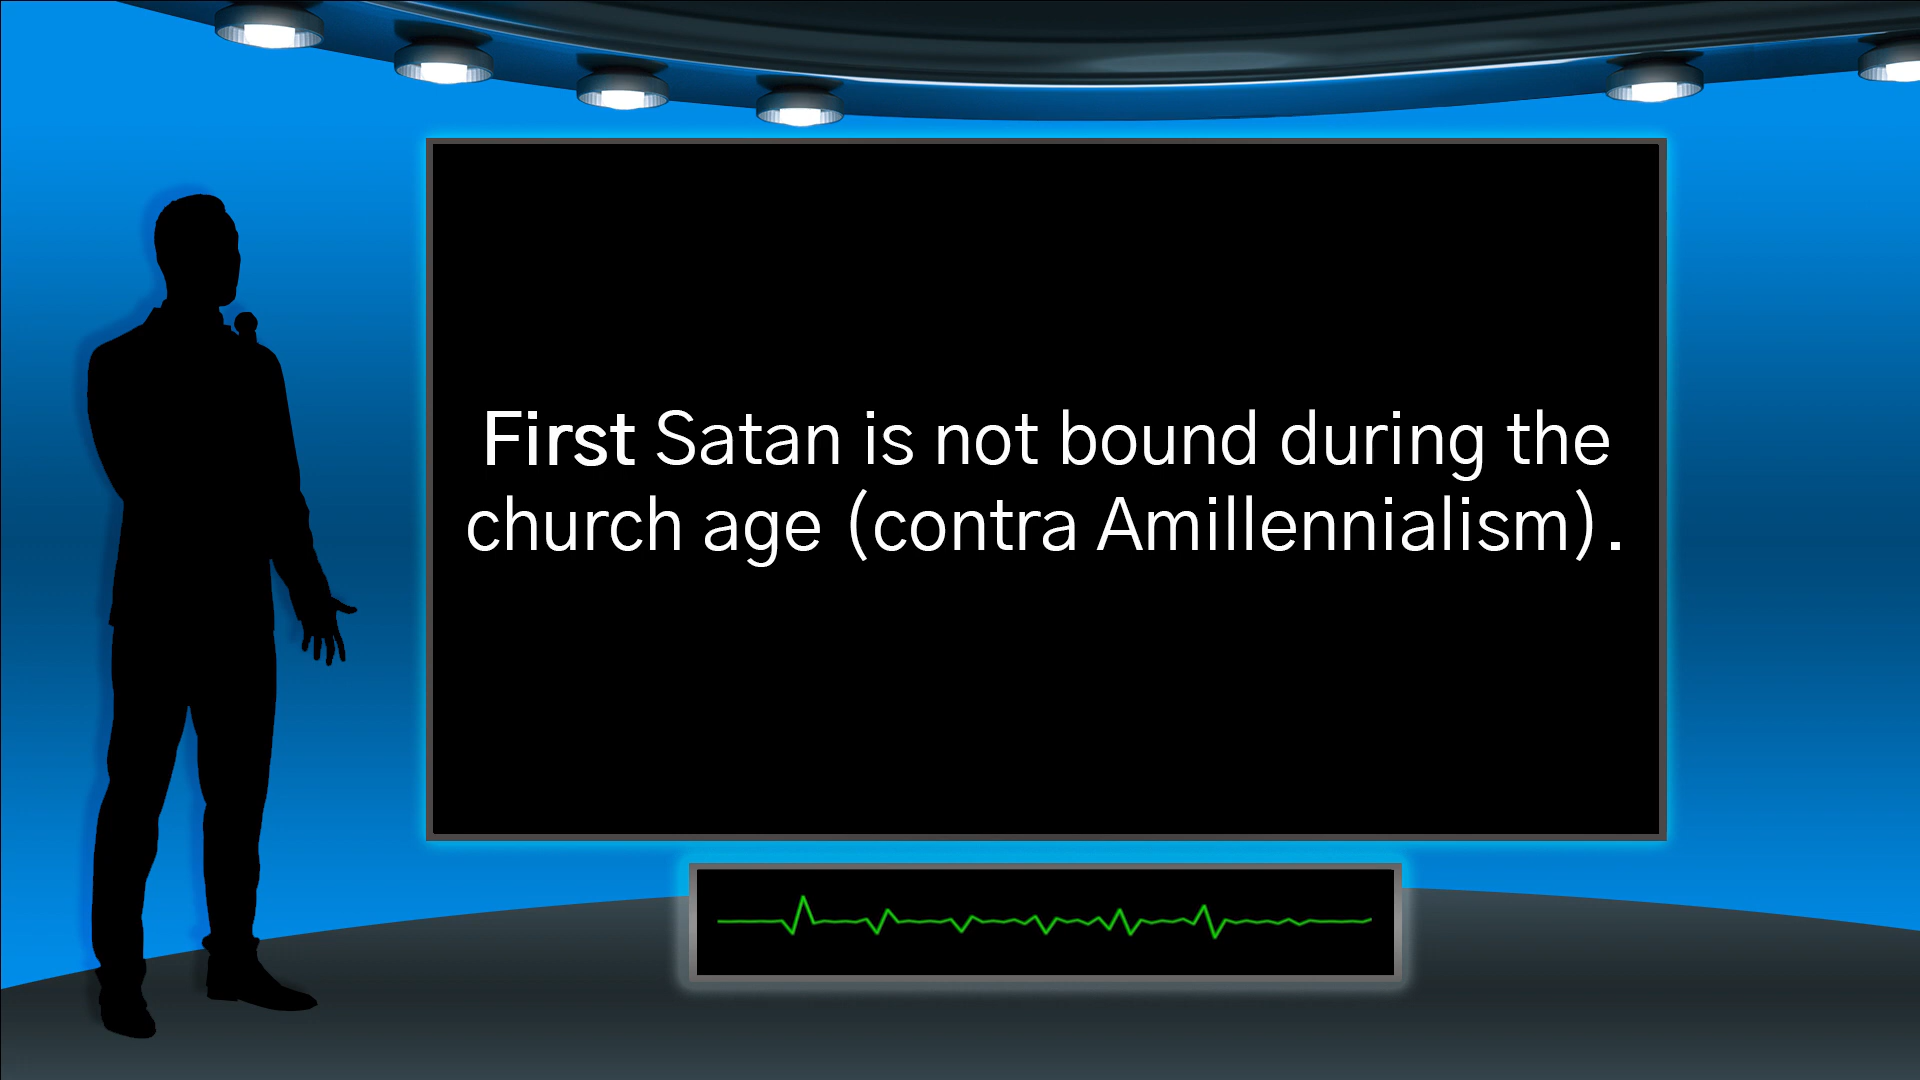 First Satan is not bound during the
church age (contra Amillennialism).